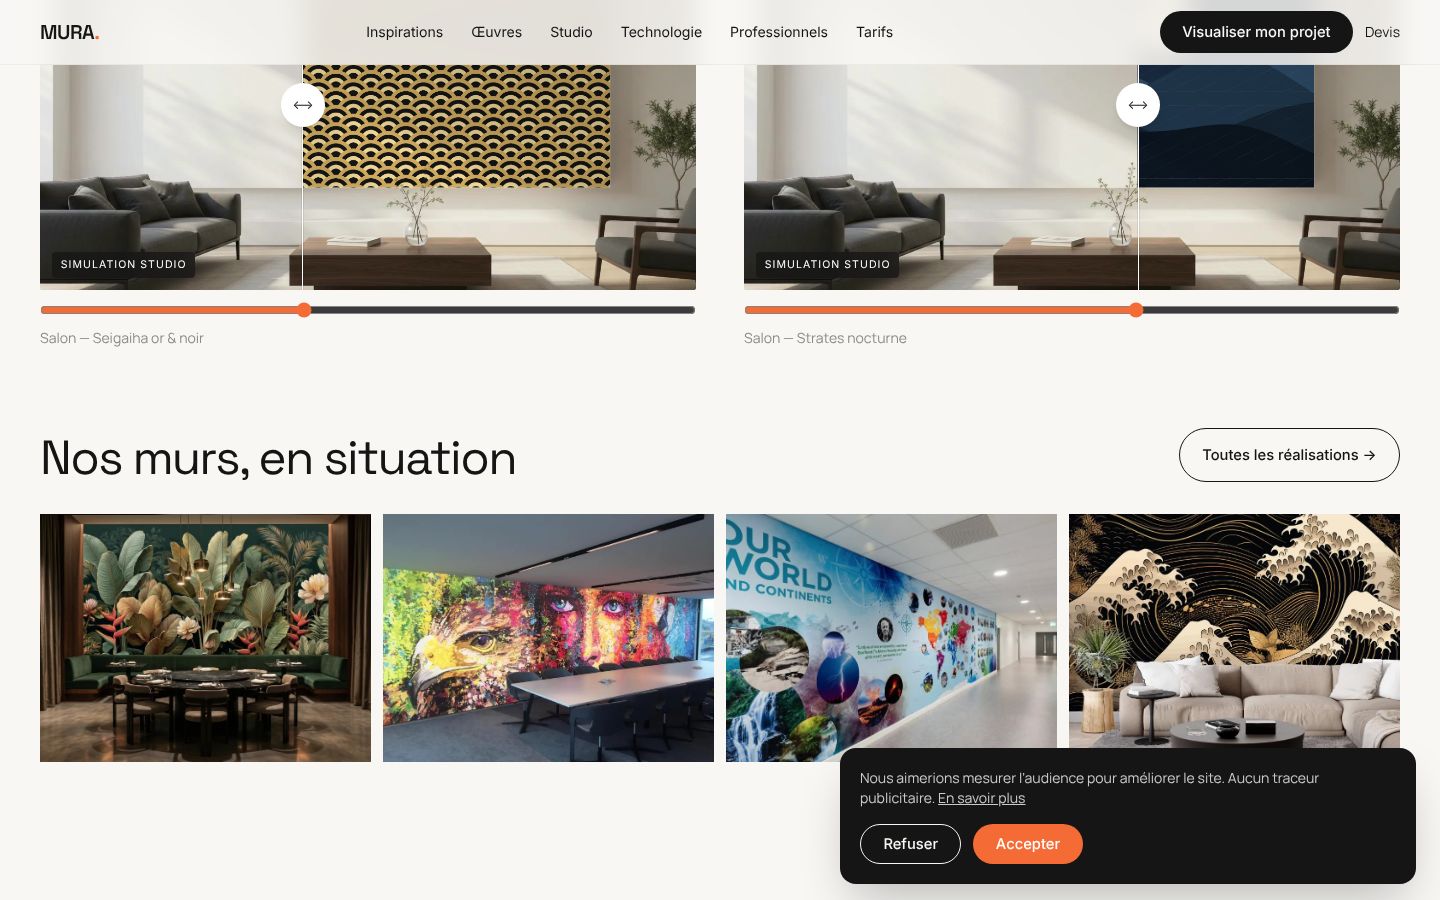 MURA.
Inspirations
Œuvres
Studio
Technologie
Professionnels
Tarifs
Visualiser mon projet
Devis
SIMULATION STUDIO
SIMULATION STUDIO
Salon — Seigaiha or & noir
Salon — Strates nocturne
Nos murs, en situation
Toutes les réalisations →
OUR
WORLD
AND CONTINENTS
Nous aimerions mesurer l'audience pour améliorer le site. Aucun traceur
publicitaire. En savoir plus
Refuser
Accepter